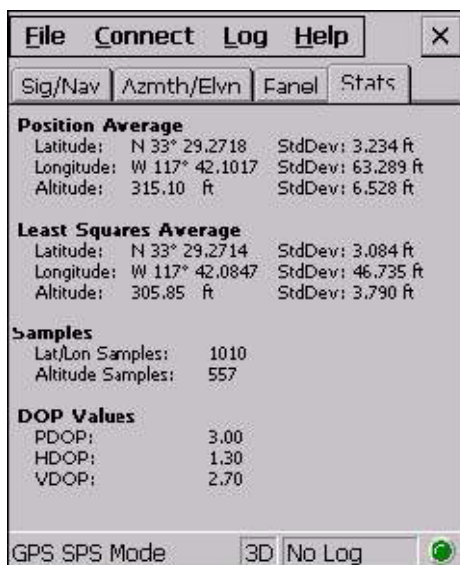 File Connect Log Help ×
Sig/Nav Azmth/Elvn Panel Stats
Position Average
Latitude: N 33° 29.2718 StdDev: 3.234 ft
Longitude: W 117° 42.1017 StdDev: 63.289 ft
Altitude: 315.10 ft StdDev: 6.528 ft
Least Squares Average
Latitude: N 33° 29.2714 StdDev: 3.084 ft
Longitude: W 117° 42.0847 StdDev: 46.735 ft
Altitude: 305.85 ft StdDev: 3.790 ft
Samples
Lat/Lon Samples: 1010
Altitude Samples: 557
DOP Values
PDOP: 3.00
HDOP: 1.30
VDOP: 2.70
GPS SPS Mode 3D No Log